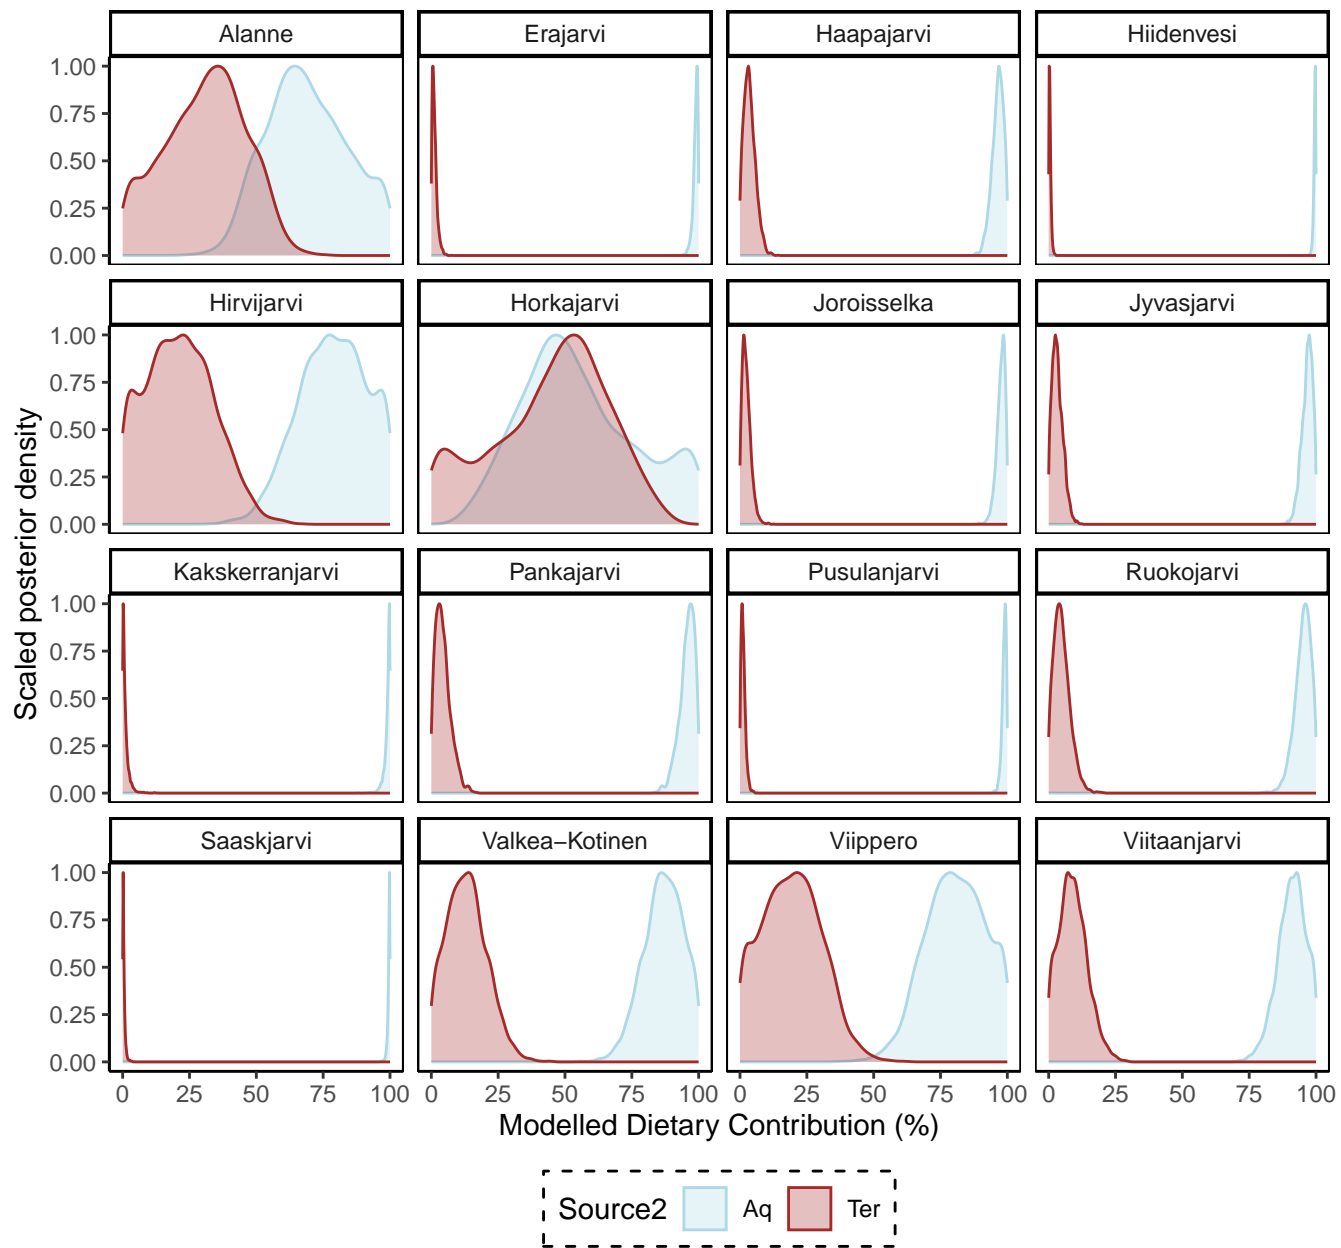 Alanne Erajarvi Haapajarvi Hiidenvesi
1.00
0.75
0.50
0.25
0.00
Hirvijarvi Horkajarvi Joroisselka Jyvasjarvi
1.00
0.75
0.50
0.25
0.00
Kakskerranjarvi Pankajarvi Pusulanjarvi Ruokojarvi
1.00
0.75
0.50
0.25
0.00
Saaskjarvi Valkea−Kotinen Viippero Viitaanjarvi
1.00
0.75
0.50
0.25
0.00
0 25 50 75 100 0 25 50 75 100 0 25 50 75 100 0 25 50 75 100
Scaled posterior density
Modelled Dietary Contribution (%)
Source2 Aq Ter